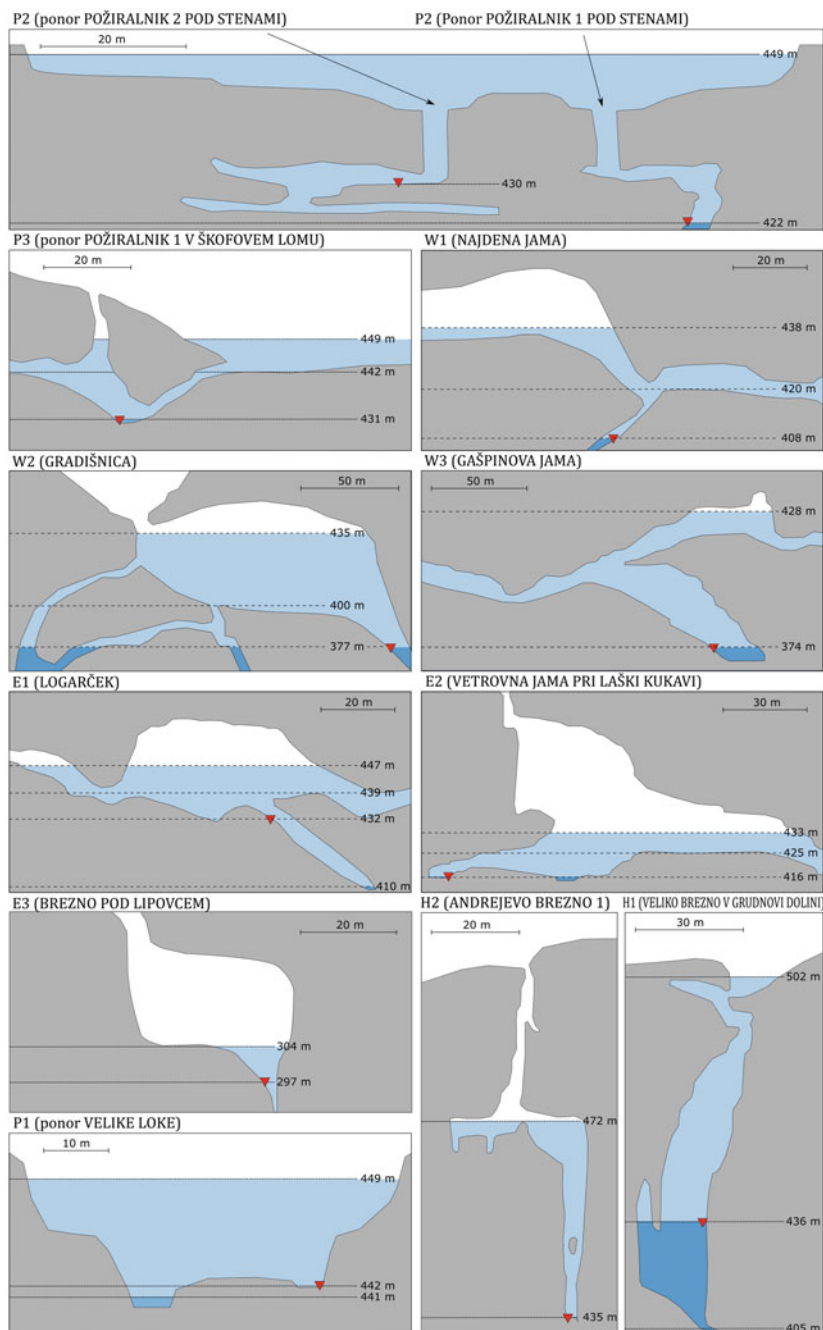 P2 (ponor POŽIRALNIK 2 POD STENAMI)
P2 (Ponor POŽIRALNIK 1 POD STENAMI)
20 m
449 m
430 m
422 m
P3 (ponor POŽIRALNIK 1 V ŠKOFOVEM LOMU)
20 m
449 m
442 m
431 m
W1 (NAJDENA JAMA)
20 m
438 m
420 m
408 m
W2 (GRADIŠNICA)
50 m
435 m
400 m
377 m
W3 (GAŠPINOVA JAMA)
50 m
428 m
374 m
E1 (LOGARČEK)
20 m
447 m
439 m
432 m
410 m
E2 (VETROVNA JAMA PRI LAŠKI KUKAVI)
30 m
433 m
425 m
416 m
E3 (BREZNO POD LIPOVCEM)
20 m
304 m
297 m
H2 (ANDREJEVO BREZNO 1)
20 m
472 m
435 m
H1 (VELIKO BREZNO V GRUDNOVI DOLINI)
30 m
502 m
436 m
405 m
P1 (ponor VELIKE LOKE)
10 m
449 m
442 m
441 m